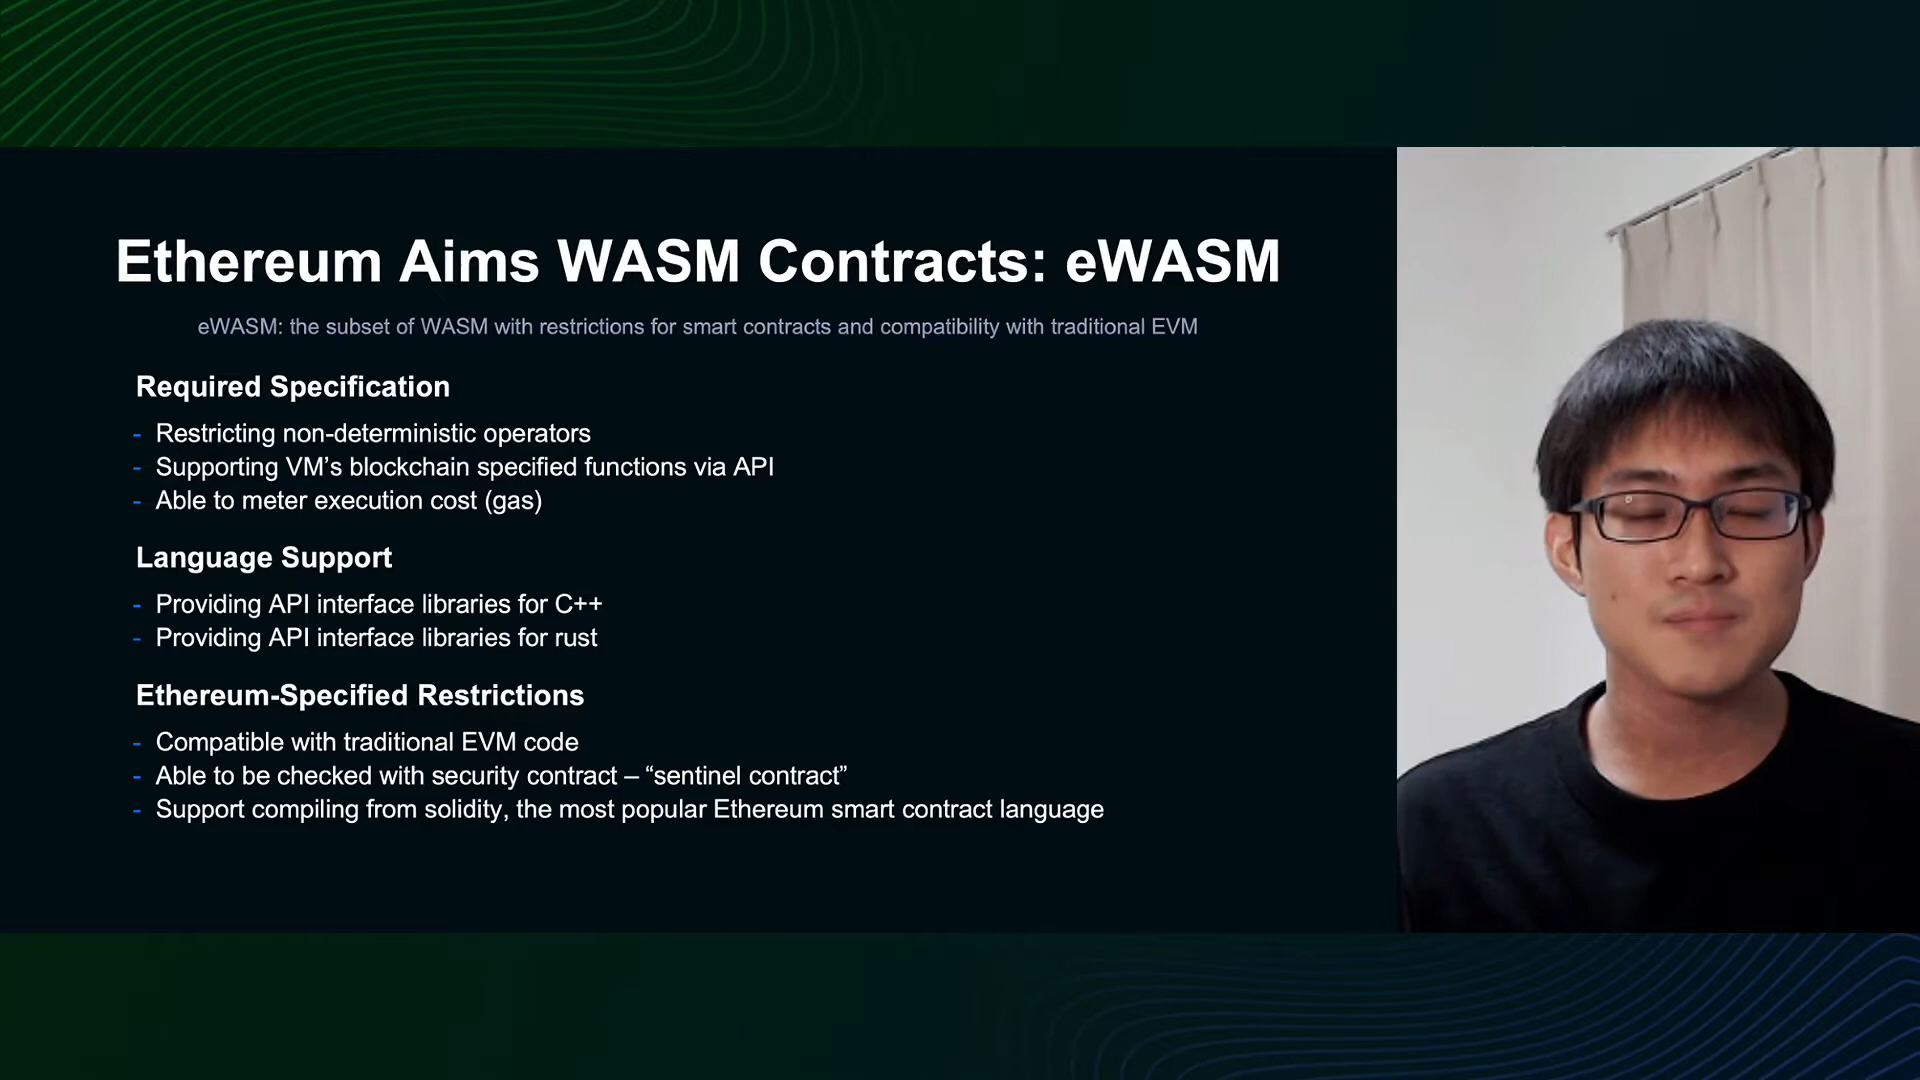 Ethereum Aims WASM Contracts: eWASM
eWASM: the subset of WASM with restrictions for smart contracts and compatibility with traditional EVM
Required Specification
- Restricting non-deterministic operators
- Supporting VM’s blockchain specified functions via API
- Able to meter execution cost (gas)
Language Support
- Providing API interface libraries for C++
- Providing API interface libraries for rust
Ethereum-Specified Restrictions
- Compatible with traditional EVM code
- Able to be checked with security contract – “sentinel contract”
- Support compiling from solidity, the most popular Ethereum smart contract language